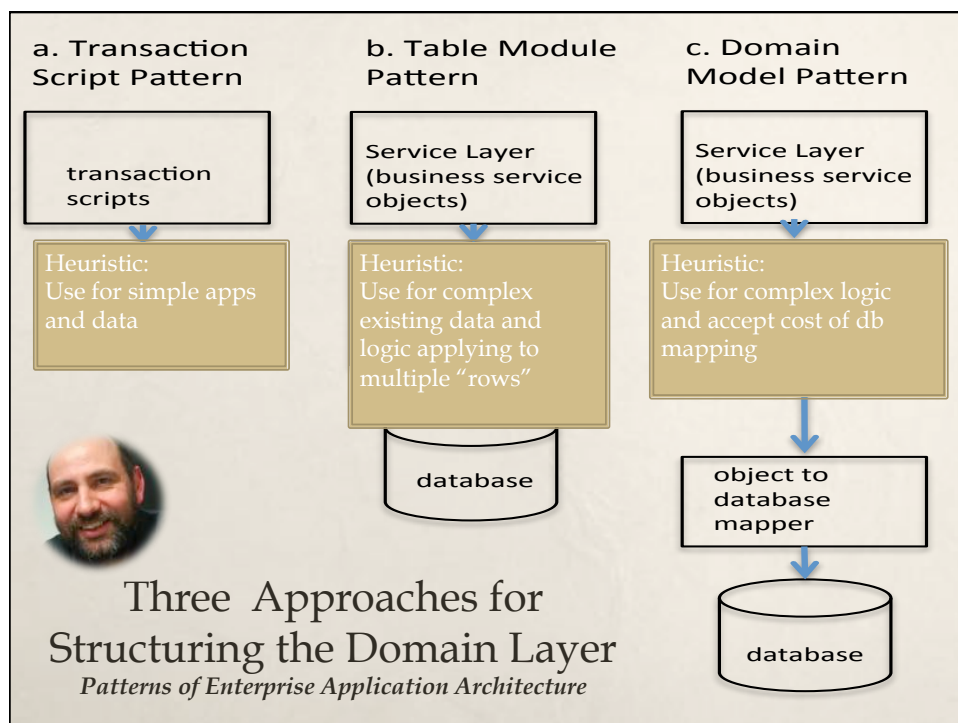 a. Transaction
Script Pattern
transaction
scripts
Heuristic:
Use for simple apps
and data
b. Table Module
Pattern
Service Layer
(business service
objects)
Heuristic:
Use for complex
existing data and
logic applying to
multiple “rows”
database
c. Domain
Model Pattern
Service Layer
(business service
objects)
Heuristic:
Use for complex logic
and accept cost of db
mapping
object to
database
mapper
database
Three Approaches for
Structuring the Domain Layer
Patterns of Enterprise Application Architecture